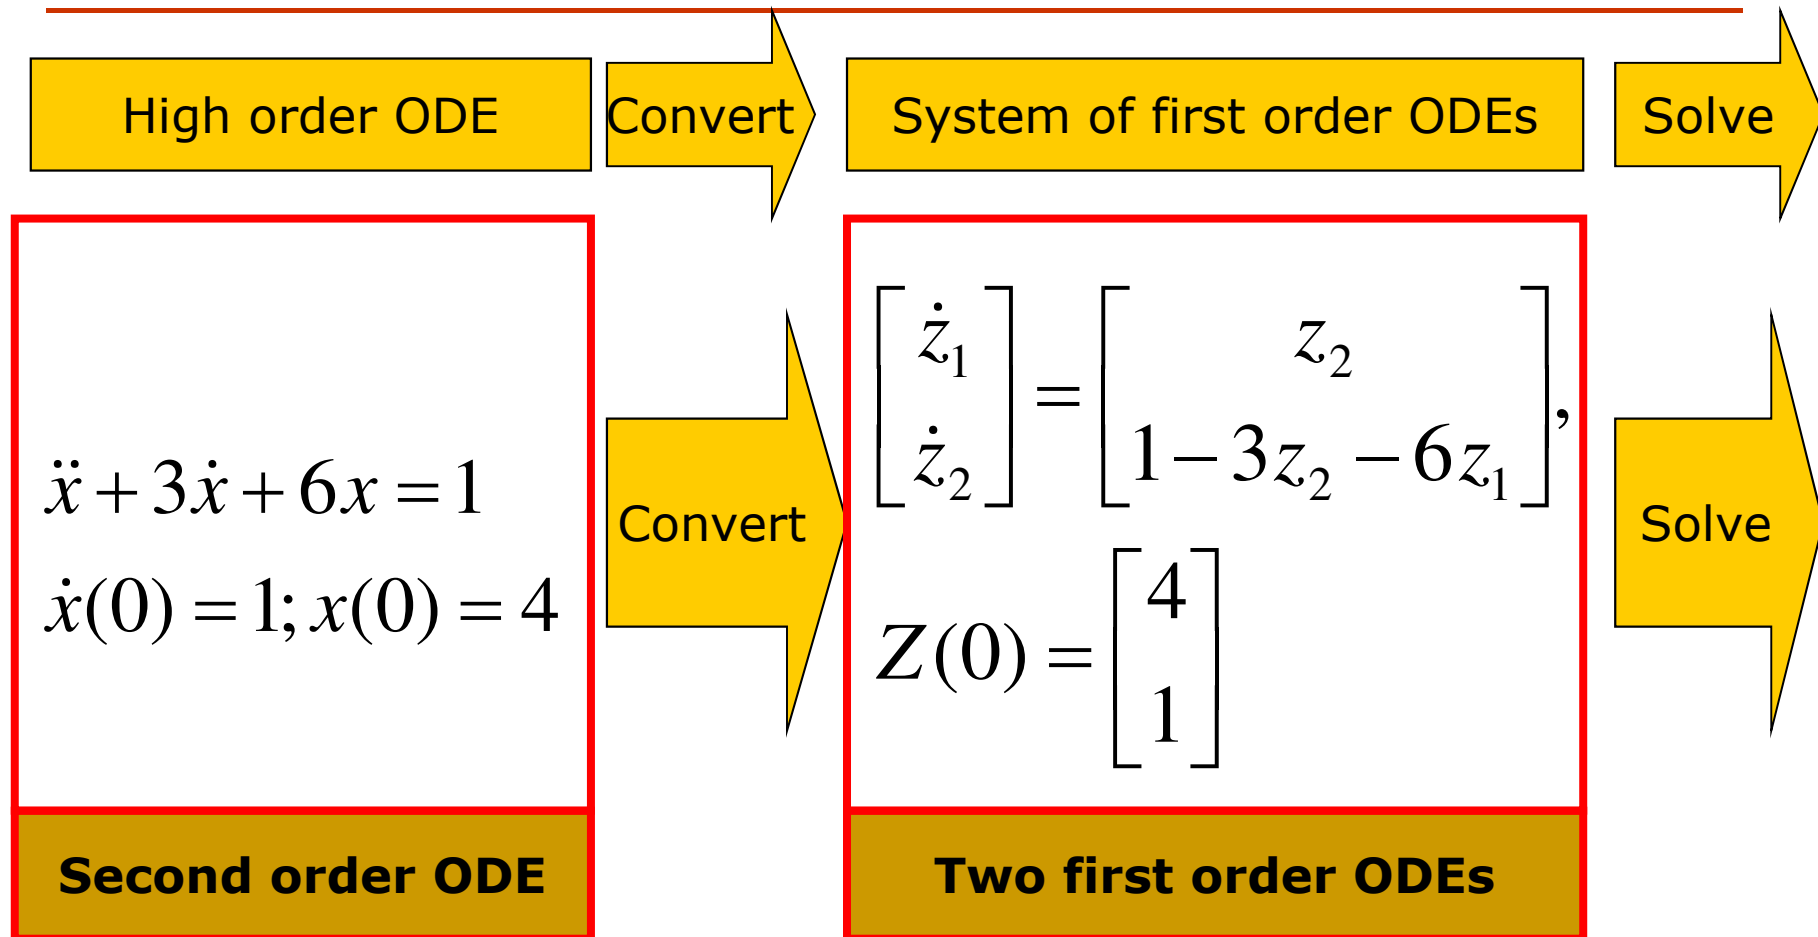 High order ODE
Convert
System of first order ODEs
Solve
ẍ + 3ẋ + 6x = 1
ẋ(0) = 1; x(0) = 4
Convert
[ż₁ ż₂] = [z₂ 1 − 3z₂ − 6z₁],
Z(0) = [4 1]
Solve
Second order ODE
Two first order ODEs